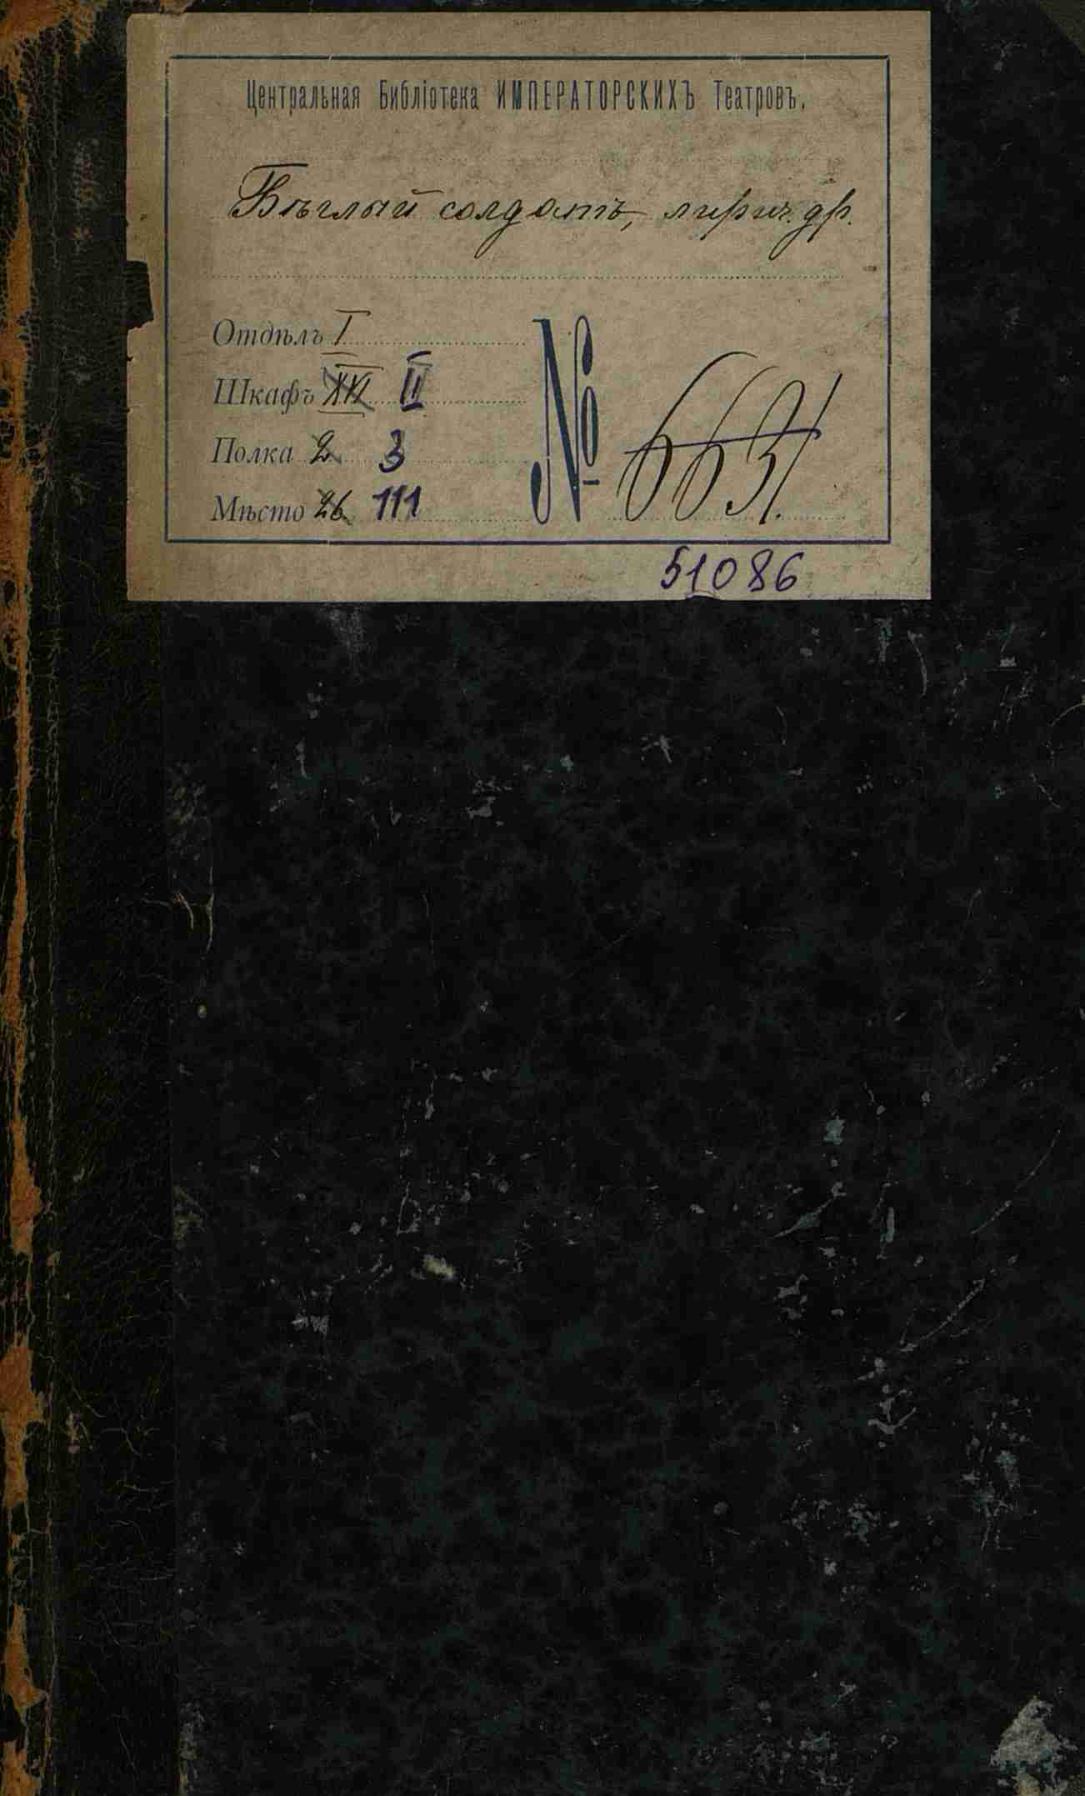 Центральная Библіотека ИМПЕРАТОРСКИХЪ Театровъ.
Бѣглый солдатъ, лирич. др.
Отдѣлъ I
Шкафъ XXI II
Полка 2 3
Мѣсто 26 111
№ 6631.
51086